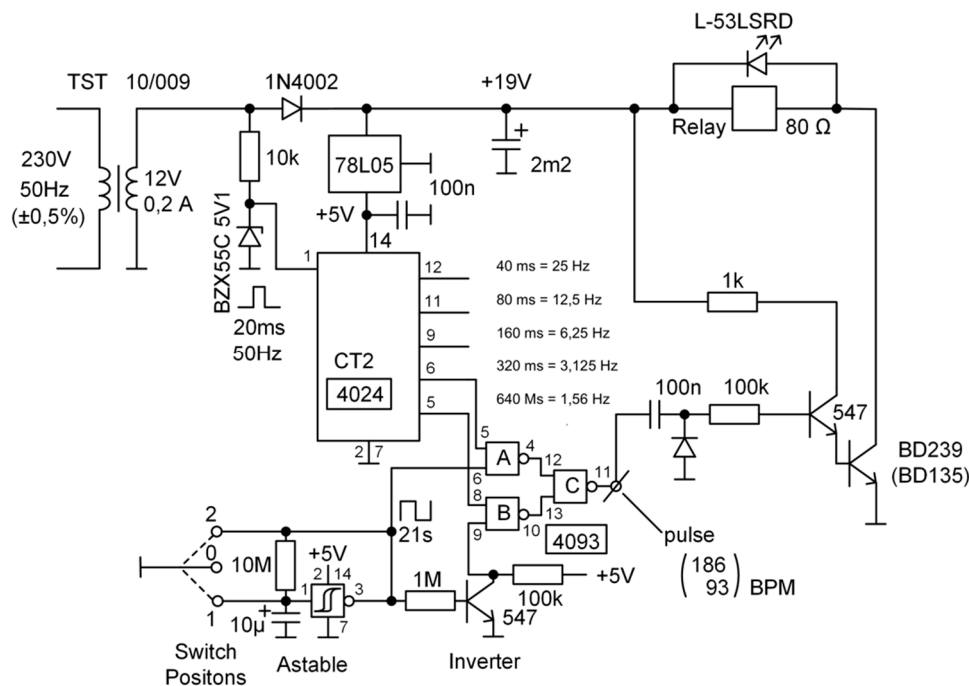 L-53LSRD
TST 10/009 1N4002 +19V
Relay 80 Ω
230V
50Hz
(±0,5%)
12V
0,2 A
10k
78L05
100n
2m2
+
+5V
BZX55C 5V1
14
1
12 40 ms = 25 Hz
11 80 ms = 12,5 Hz
9 160 ms = 6,25 Hz
6 320 ms = 3,125 Hz
5 640 Ms = 1,56 Hz
20ms
50Hz
CT2
4024
2 7
1k
100n 100k
547
BD239
(BD135)
5 A 4
6
12 C 11
13
8 B 10
9
4093
pulse
(186
93) BPM
21s
2
0
1
10M
+5V
2 14
1 3
7
+
10µ
1M
100k
+5V
547
Switch
Positons
Astable
Inverter